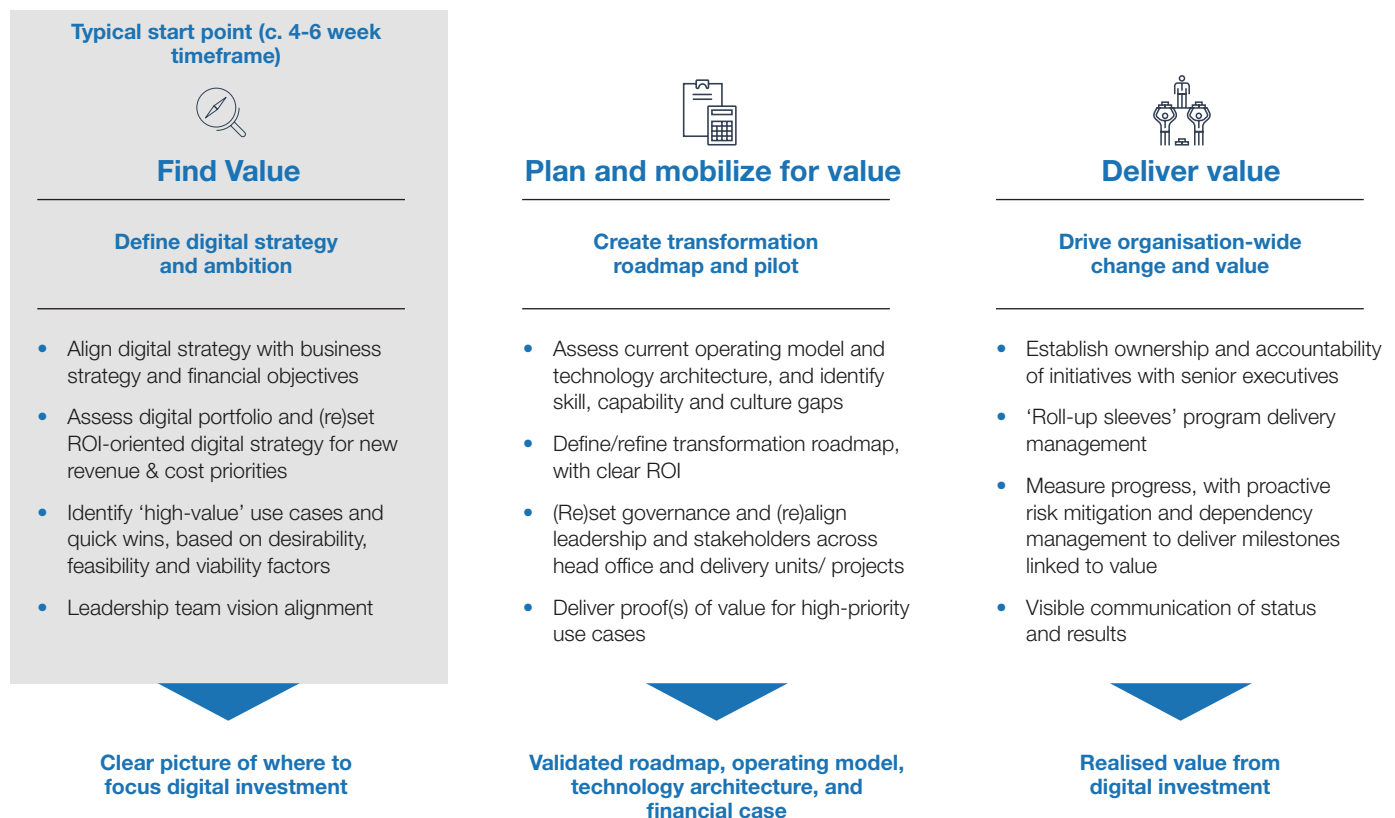 Typical start point (c. 4-6 week
timeframe)
Find Value
Define digital strategy
and ambition
• Align digital strategy with business
strategy and financial objectives
• Assess digital portfolio and (re)set
ROI-oriented digital strategy for new
revenue & cost priorities
• Identify ‘high-value’ use cases and
quick wins, based on desirability,
feasibility and viability factors
• Leadership team vision alignment
Clear picture of where to
focus digital investment
Plan and mobilize for value
Create transformation
roadmap and pilot
• Assess current operating model and
technology architecture, and identify
skill, capability and culture gaps
• Define/refine transformation roadmap,
with clear ROI
• (Re)set governance and (re)align
leadership and stakeholders across
head office and delivery units/ projects
• Deliver proof(s) of value for high-priority
use cases
Validated roadmap, operating model,
technology architecture, and
financial case
Deliver value
Drive organisation-wide
change and value
• Establish ownership and accountability
of initiatives with senior executives
• ‘Roll-up sleeves’ program delivery
management
• Measure progress, with proactive
risk mitigation and dependency
management to deliver milestones
linked to value
• Visible communication of status
and results
Realised value from
digital investment